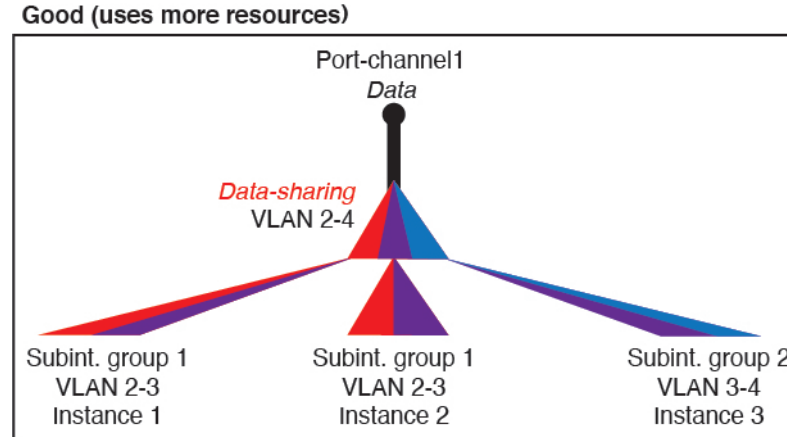 Good (uses more resources)
Port-channel1
Data
Data-sharing
VLAN 2-4
Subint. group 1
VLAN 2-3
Instance 1
Subint. group 1
VLAN 2-3
Instance 2
Subint. group 2
VLAN 3-4
Instance 3